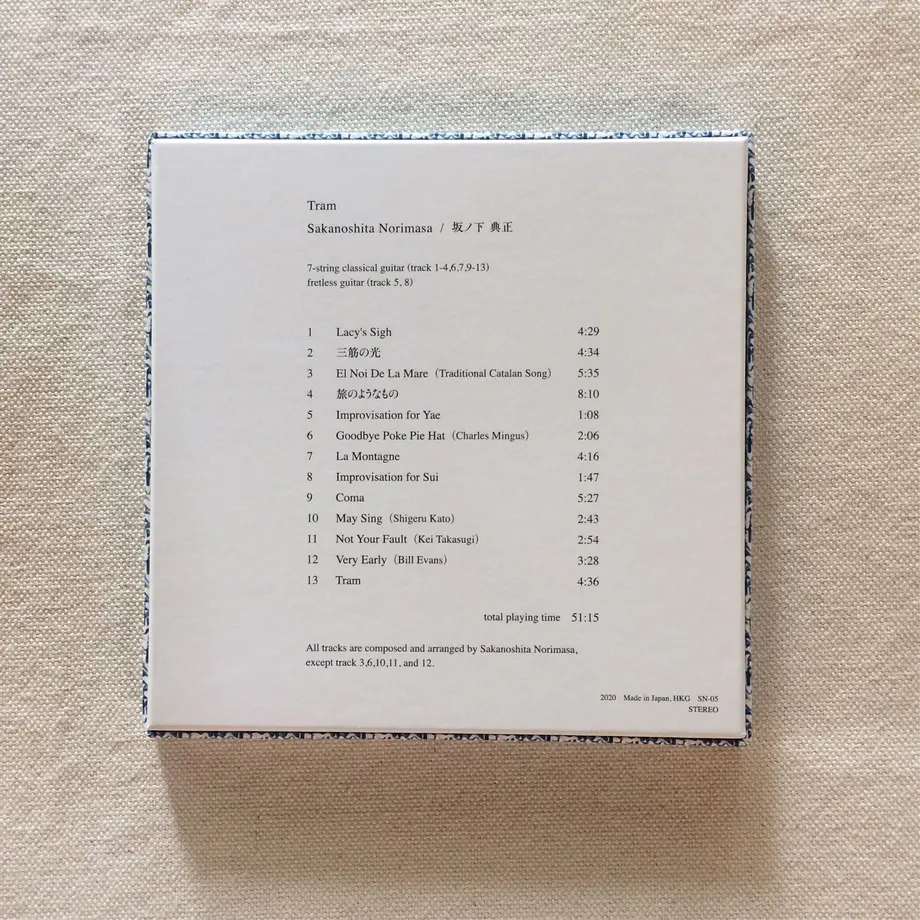 Tram
Sakanoshita Norimasa / 坂ノ下 典正
7-string classical guitar (track 1-4,6,7,9-13)
fretless guitar (track 5, 8)
1 Lacy's Sigh 4:29
2 三筋の光 4:34
3 El Noi De La Mare (Traditional Catalan Song) 5:35
4 旅のようなもの 8:10
5 Improvisation for Yae 1:08
6 Goodbye Poke Pie Hat (Charles Mingus) 2:06
7 La Montagne 4:16
8 Improvisation for Sui 1:47
9 Coma 5:27
10 May Sing (Shigeru Kato) 2:43
11 Not Your Fault (Kei Takasugi) 2:54
12 Very Early (Bill Evans) 3:28
13 Tram 4:36
total playing time 51:15
All tracks are composed and arranged by Sakanoshita Norimasa,
except track 3,6,10,11, and 12.
2020 Made in Japan, HKG SN-05
STEREO